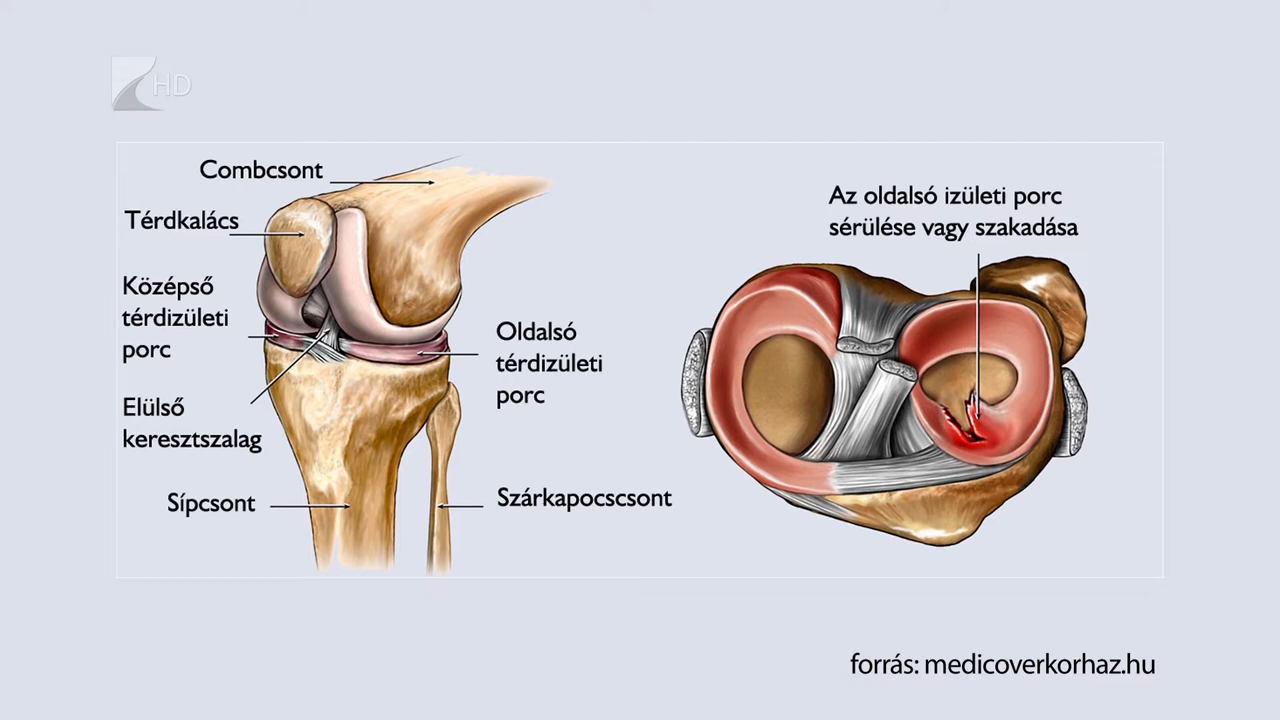 HD
Combcsont
Térdkalács
Középső
térdizületi
porc
Elülső
keresztszalag
Sípcsont
Oldalsó
térdizületi
porc
Szárkapocscsont
Az oldalsó izületi porc
sérülése vagy szakadása
forrás: medicoverkorhaz.hu